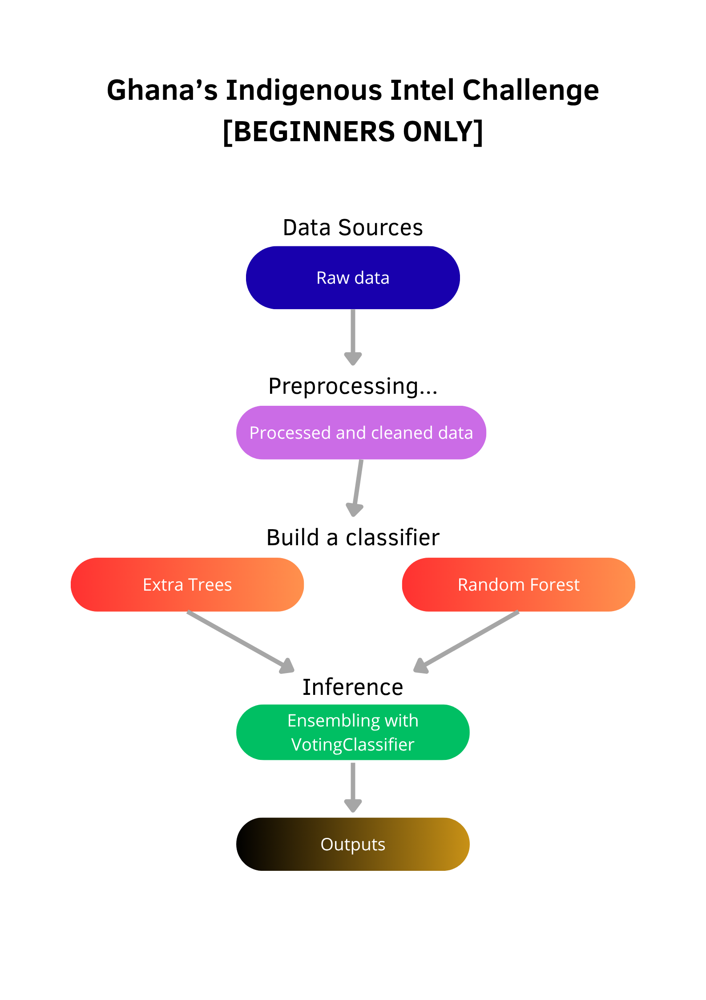 Ghana’s Indigenous Intel Challenge
[BEGINNERS ONLY]
Data Sources
Raw data
Preprocessing...
Processed and cleaned data
Build a classifier
Extra Trees
Random Forest
Inference
Ensembling with
VotingClassifier
Outputs